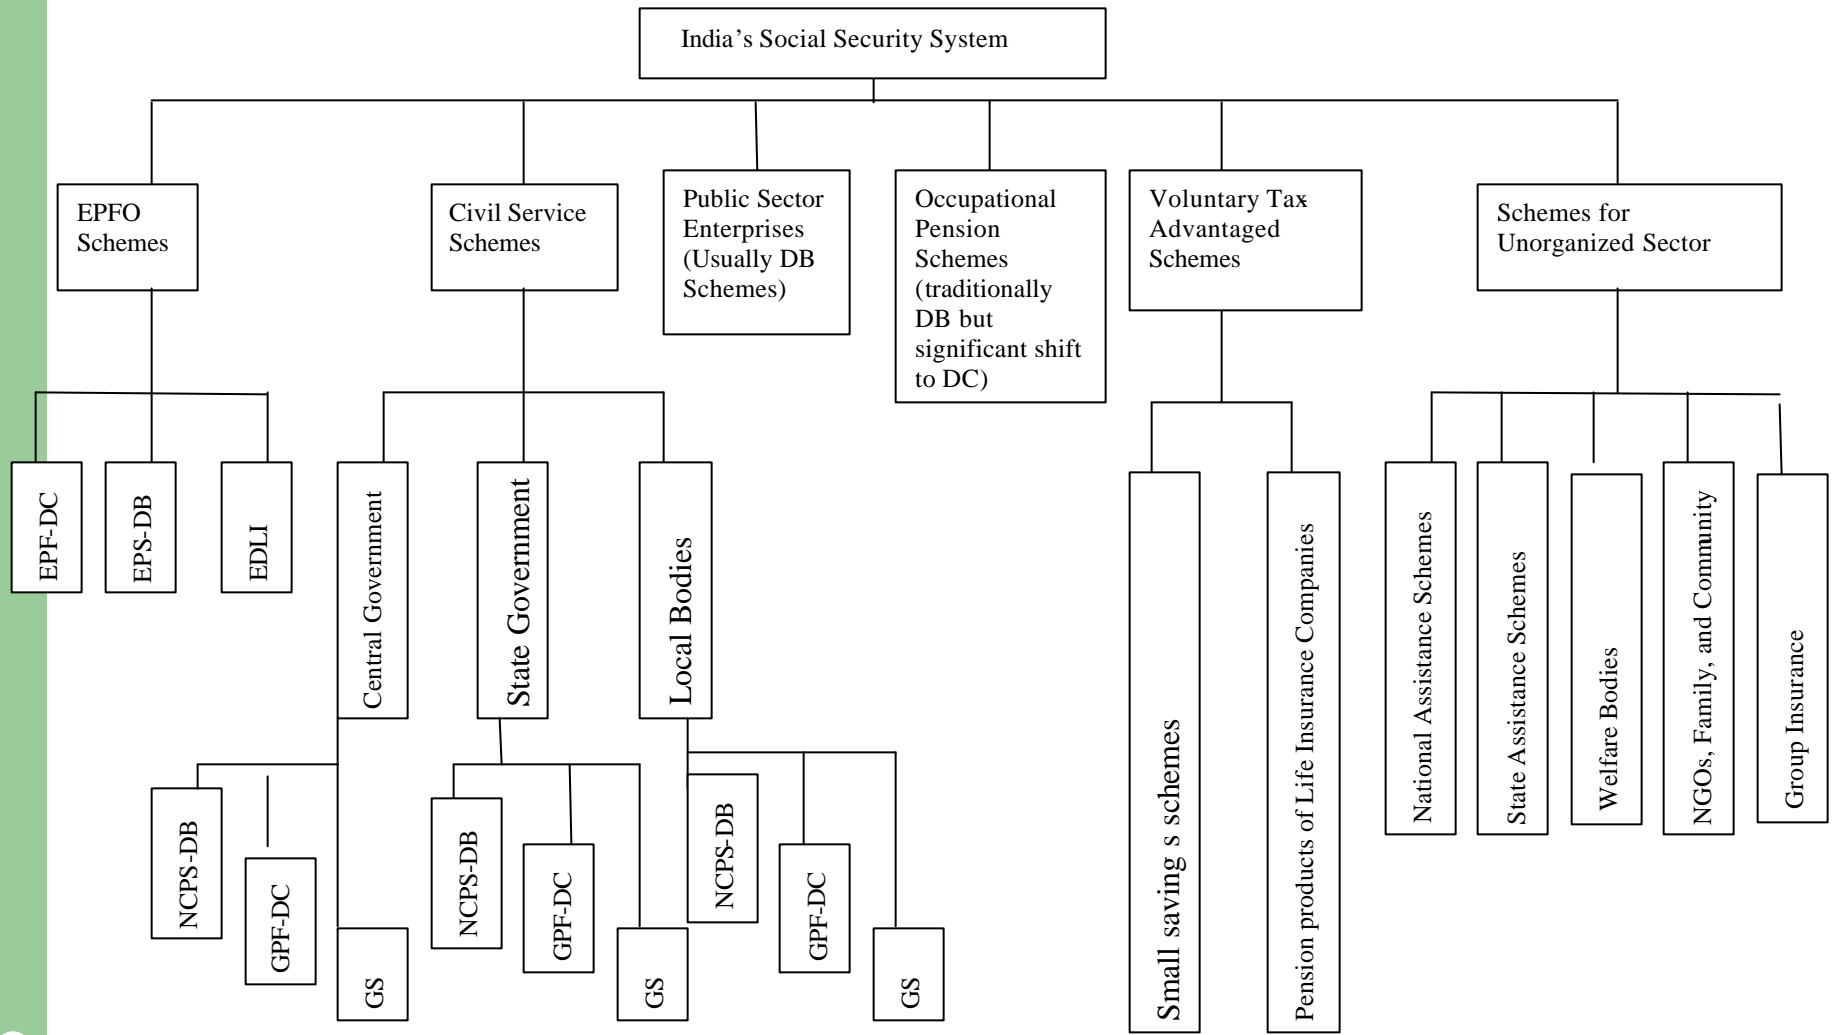 India's Social Security System
EPFO
Schemes
Civil Service
Schemes
Public Sector
Enterprises
(Usually DB
Schemes)
Occupational
Pension
Schemes
(traditionally
DB but
significant shift
to DC)
Voluntary Tax-
Advantaged
Schemes
Schemes for
Unorganized Sector
EPF-DC
EPS-DB
EDLI
Central Government
State Government
Local Bodies
Small saving s schemes
Pension products of Life Insurance Companies
National Assistance Schemes
State Assistance Schemes
Welfare Bodies
NGOs, Family, and Community
Group Insurance
NCPS-DB
GPF-DC
GS
NCPS-DB
GPF-DC
GS
NCPS-DB
GPF-DC
GS